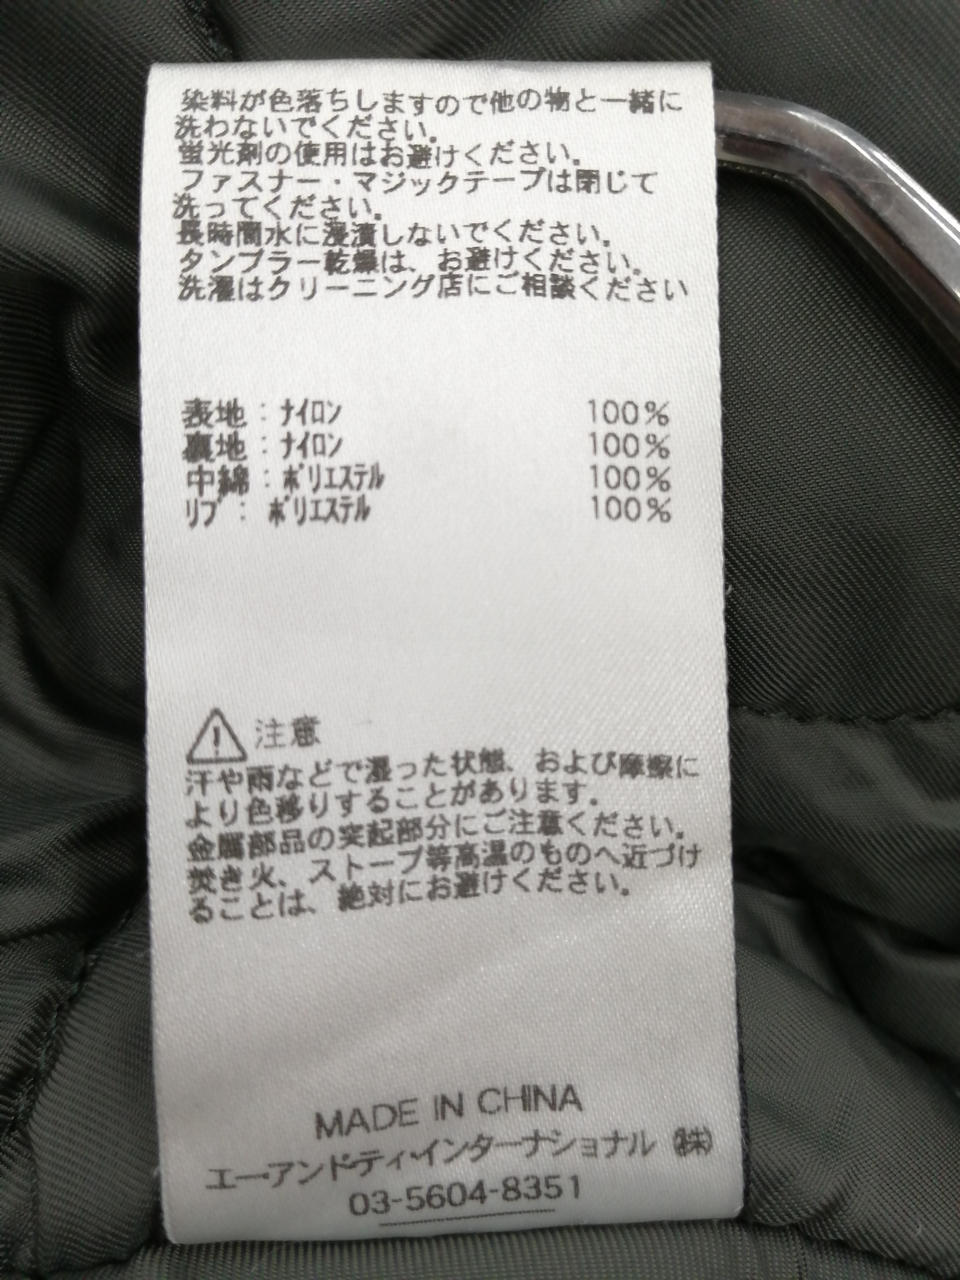 染料が色落ちしますので他の物と一緒に
洗わないでください。
蛍光剤の使用はお避けください。
ファスナー・マジックテープは閉じて
洗ってください。
長時間水に浸漬しないでください。
タンブラー乾燥は、お避けください。
洗濯はクリーニング店にご相談ください
表地：ナイロン 100%
裏地：ナイロン 100%
中綿：ポリエステル 100%
リブ：ポリエステル 100%
注意
汗や雨などで湿った状態、および摩擦に
より色移りすることがあります。
金属部品の突起部分にご注意ください。
焚き火、ストーブ等高温のものへ近づけ
ることは、絶対にお避けください。
MADE IN CHINA
エー・アンド・ティ・インターナショナル ㈱
03-5604-8351